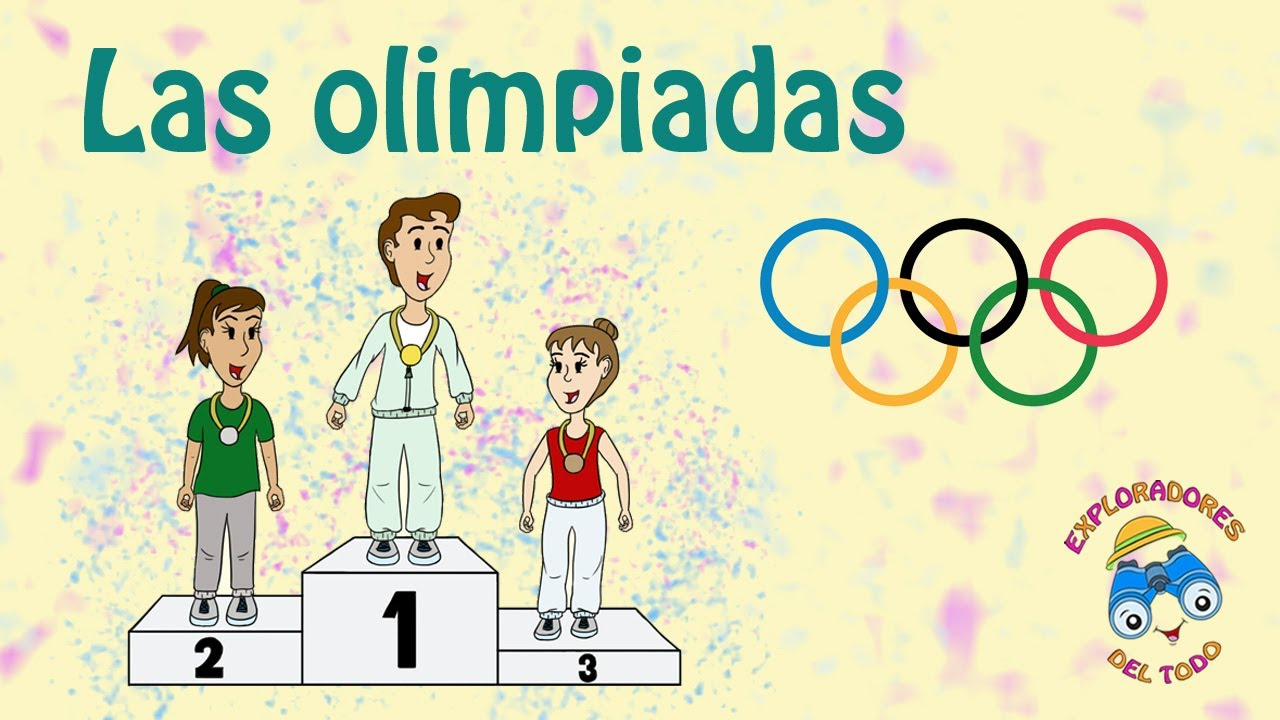 Las olimpiadas
EXPLORADORES
DEL TODO
2
1
3